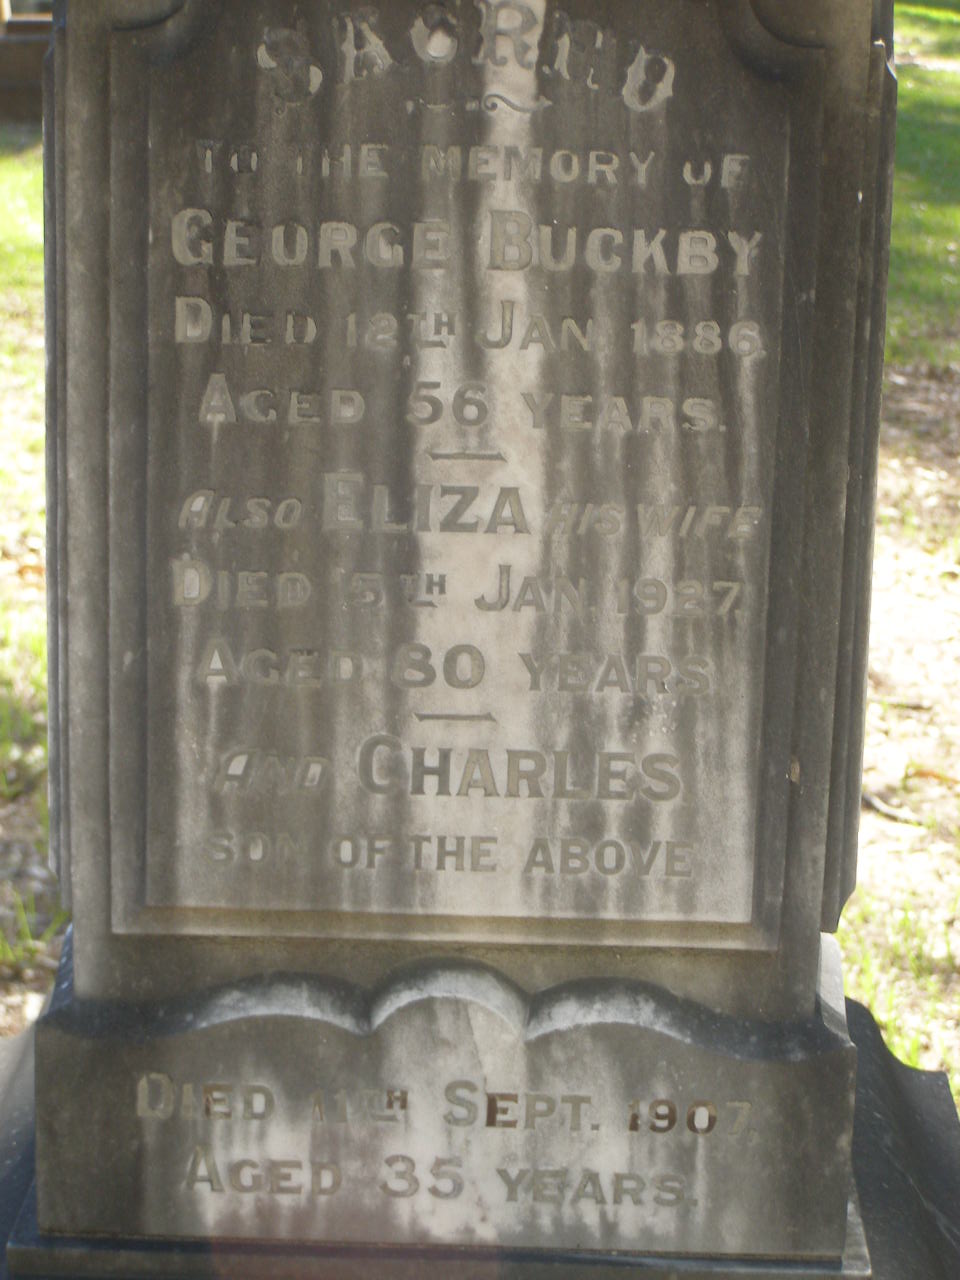 SACRED
TO THE MEMORY OF
GEORGE BUCKBY
DIED 12TH JAN. 1886.
AGED 56 YEARS.
ALSO ELIZA HIS WIFE
DIED 5TH JAN. 1927.
AGED 80 YEARS
AND CHARLES
SON OF THE ABOVE
DIED 11TH SEPT. 1907.
AGED 35 YEARS.